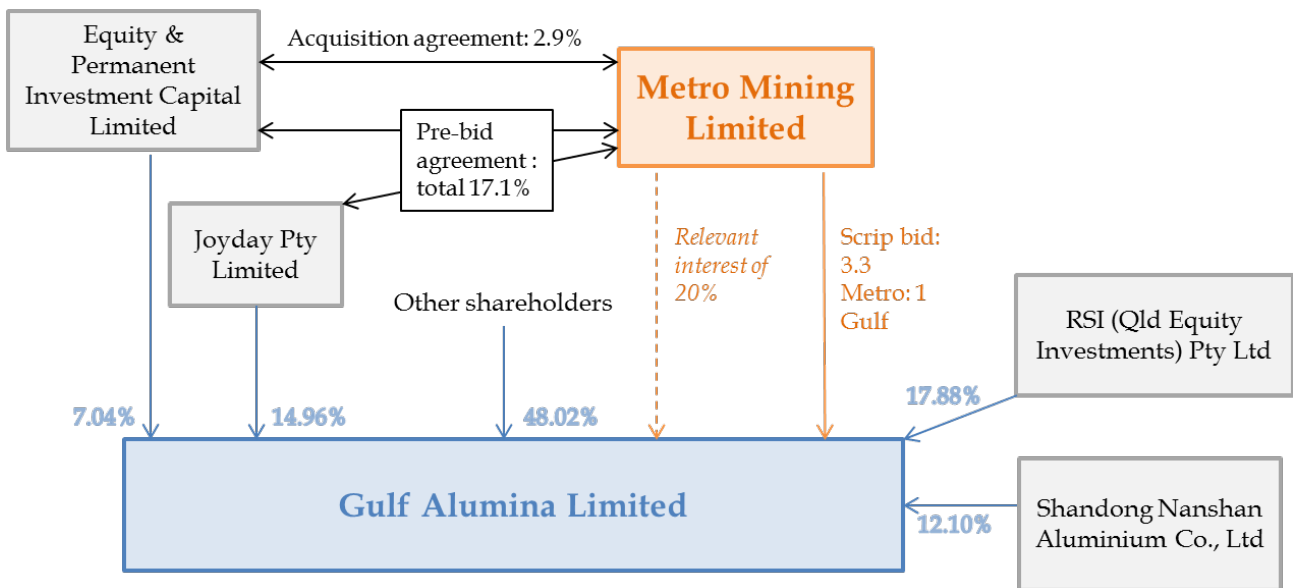 Equity &
Permanent
Investment Capital
Limited
Acquisition agreement: 2.9%
Metro Mining
Limited
Pre-bid
agreement :
total 17.1%
Joyday Pty
Limited
Other shareholders
Relevant
interest of
20%
Scrip bid:
3.3
Metro: 1
Gulf
RSI (Qld Equity
Investments) Pty Ltd
7.04%
14.96%
48.02%
17.88%
Gulf Alumina Limited
12.10%
Shandong Nanshan
Aluminium Co., Ltd